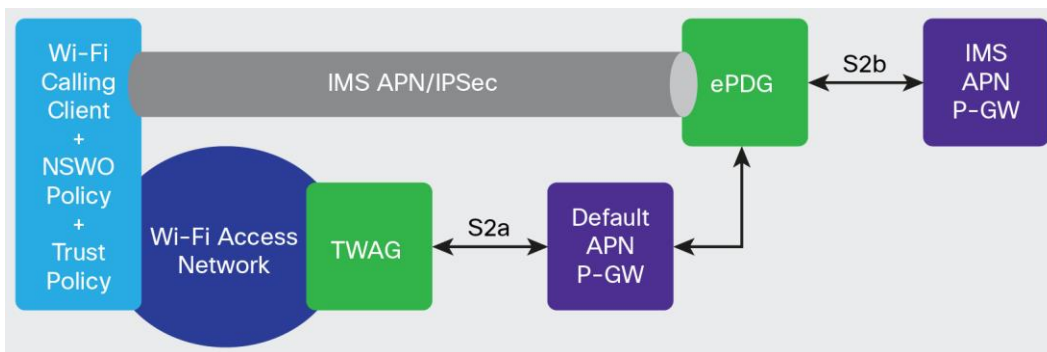 Wi-Fi
Calling
Client
+
NSWO
Policy
+
Trust
Policy
IMS APN/IPSec
ePDG
S2b
IMS
APN
P-GW
Wi-Fi Access
Network
TWAG
S2a
Default
APN
P-GW